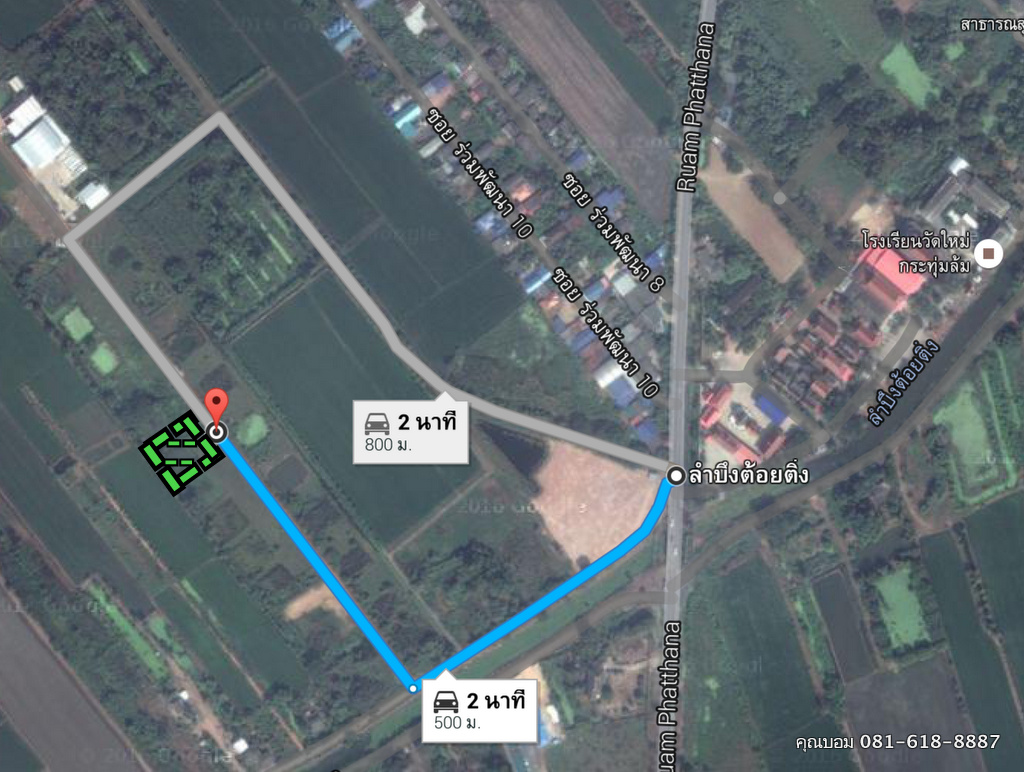 สาธารณสุ
Ruam Phatthana
ซอย ร่วมพัฒนา 10
ซอย ร่วมพัฒนา 8
โรงเรียนวัดใหม่
กระทุ่มล้ม
ซอย ร่วมพัฒนา 10
ลำบึงต้อยติ่ง
2 นาที
800 ม.
ลำบึงต้อยติ่ง
2016 Google
Ruam Phatthana
2 นาที
500 ม.
คุณบอม 081-618-8887